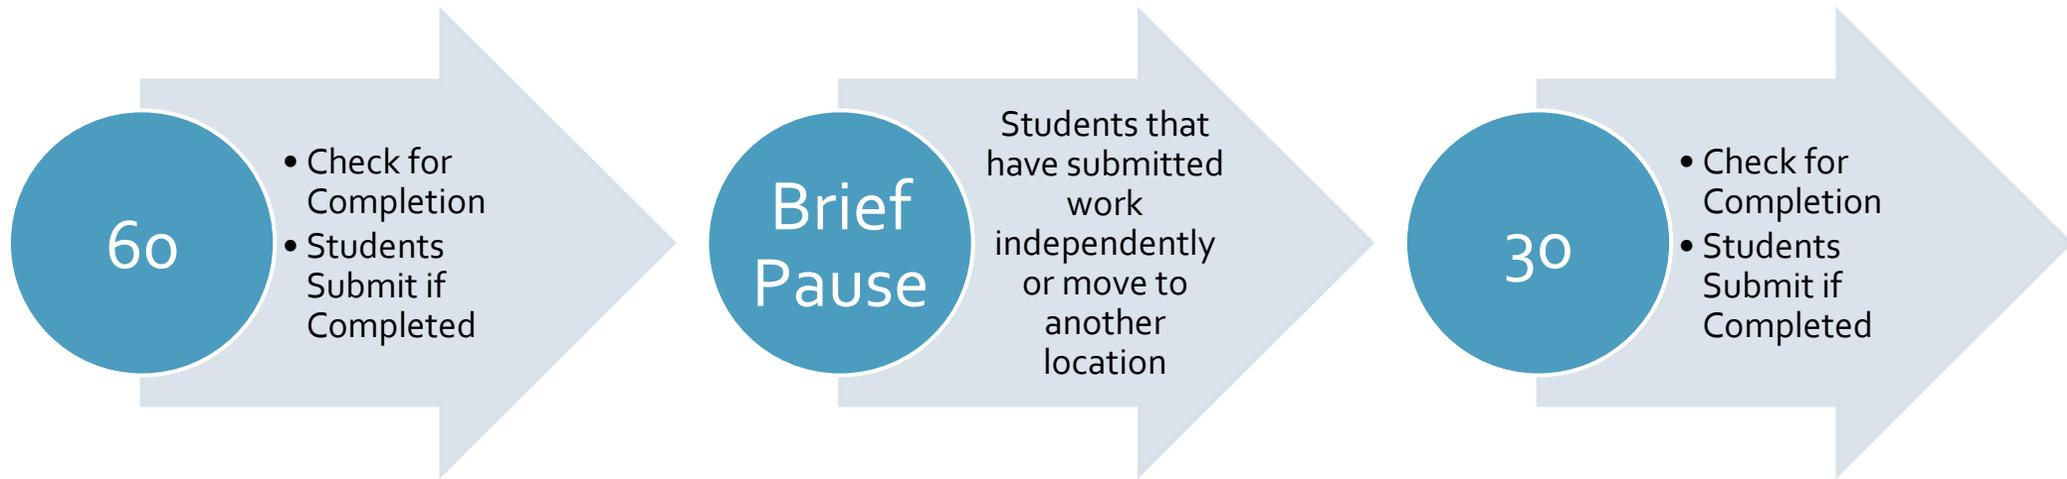 60
• Check for
Completion
• Students
Submit if
Completed
Brief
Pause
Students that
have submitted
work
independently
or move to
another
location
30
• Check for
Completion
• Students
Submit if
Completed